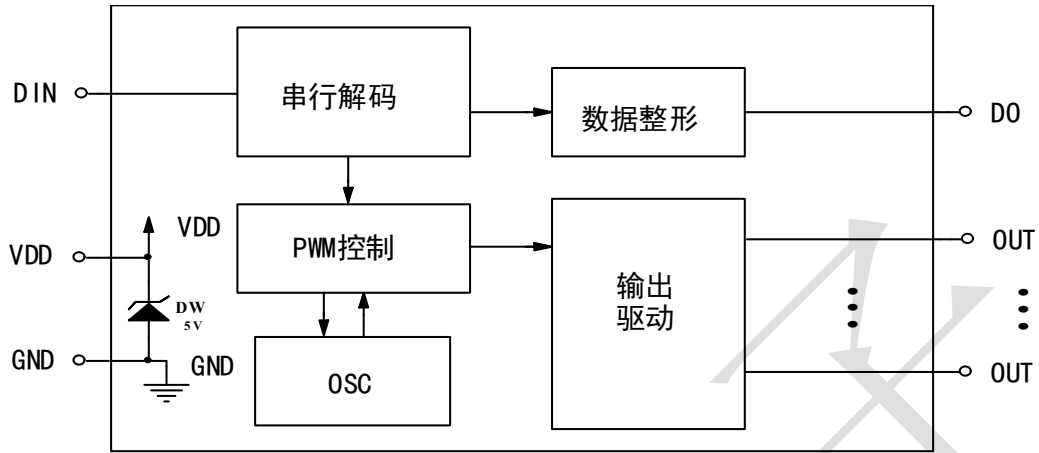 DIN
串行解码
数据整形
DO
VDD
PWM控制
OUT
VDD
输出
驱动
DW
5V
GND
GND
OSC
OUT